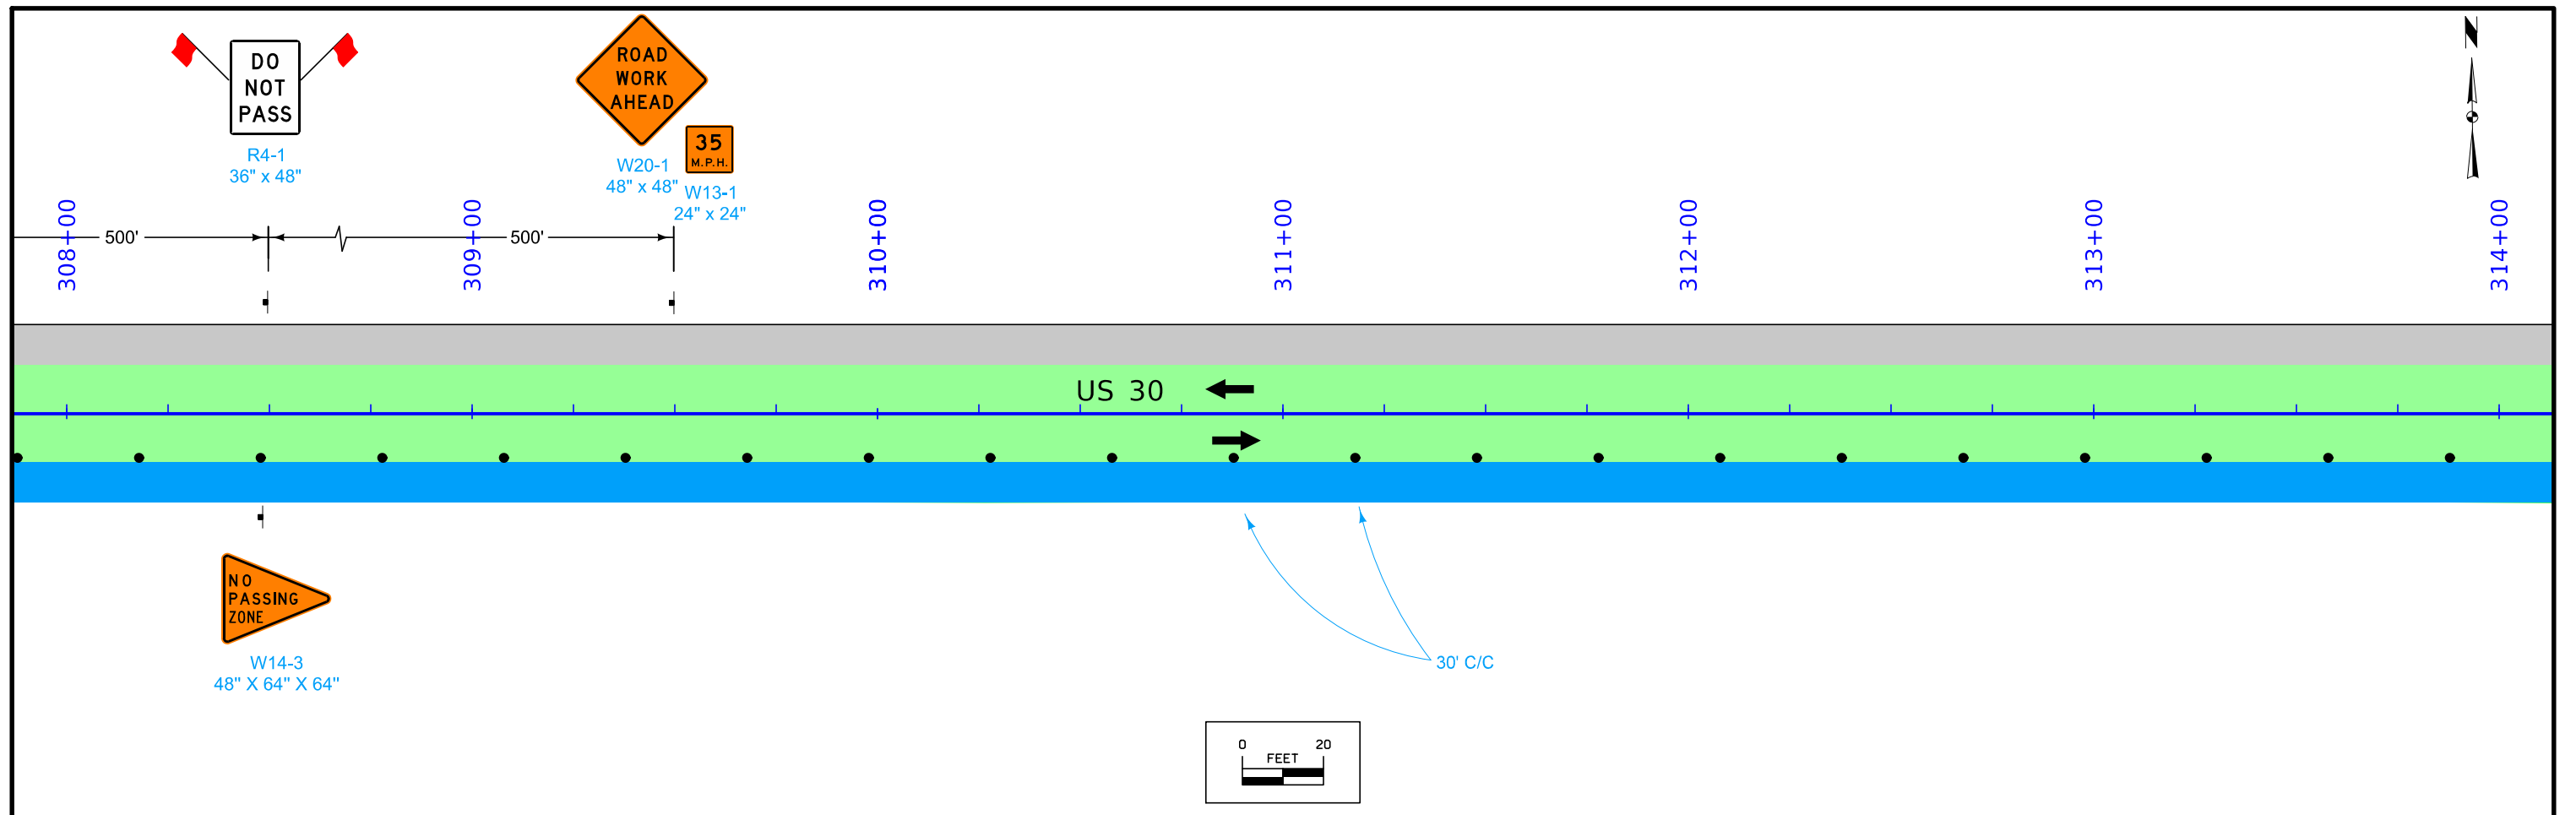 DO
NOT
PASS
R4-1
36" x 48"
ROAD
WORK
AHEAD
35
M.P.H.
W20-1
48" x 48"
W13-1
24" x 24"
N
308+00
500'
309+00
500'
310+00
311+00
312+00
313+00
314+00
US 30
NO
PASSING
ZONE
W14-3
48" X 64" X 64"
30' C/C
0 20
FEET